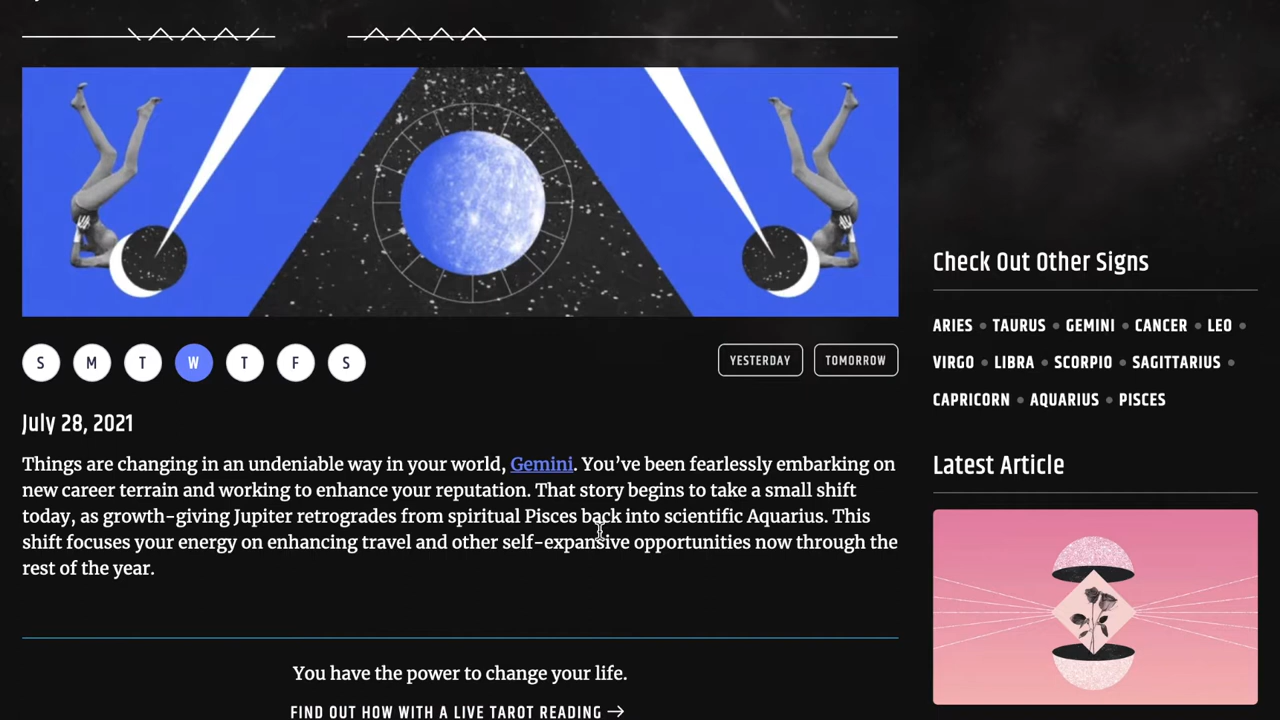 S M T W T F S
YESTERDAY TOMORROW
July 28, 2021
Things are changing in an undeniable way in your world, Gemini. You’ve been fearlessly embarking on
new career terrain and working to enhance your reputation. That story begins to take a small shift
today, as growth-giving Jupiter retrogrades from spiritual Pisces back into scientific Aquarius. This
shift focuses your energy on enhancing travel and other self-expansive opportunities now through the
rest of the year.
You have the power to change your life.
FIND OUT HOW WITH A LIVE TAROT READING →
Check Out Other Signs
ARIES • TAURUS • GEMINI • CANCER • LEO •
VIRGO • LIBRA • SCORPIO • SAGITTARIUS •
CAPRICORN • AQUARIUS • PISCES
Latest Article